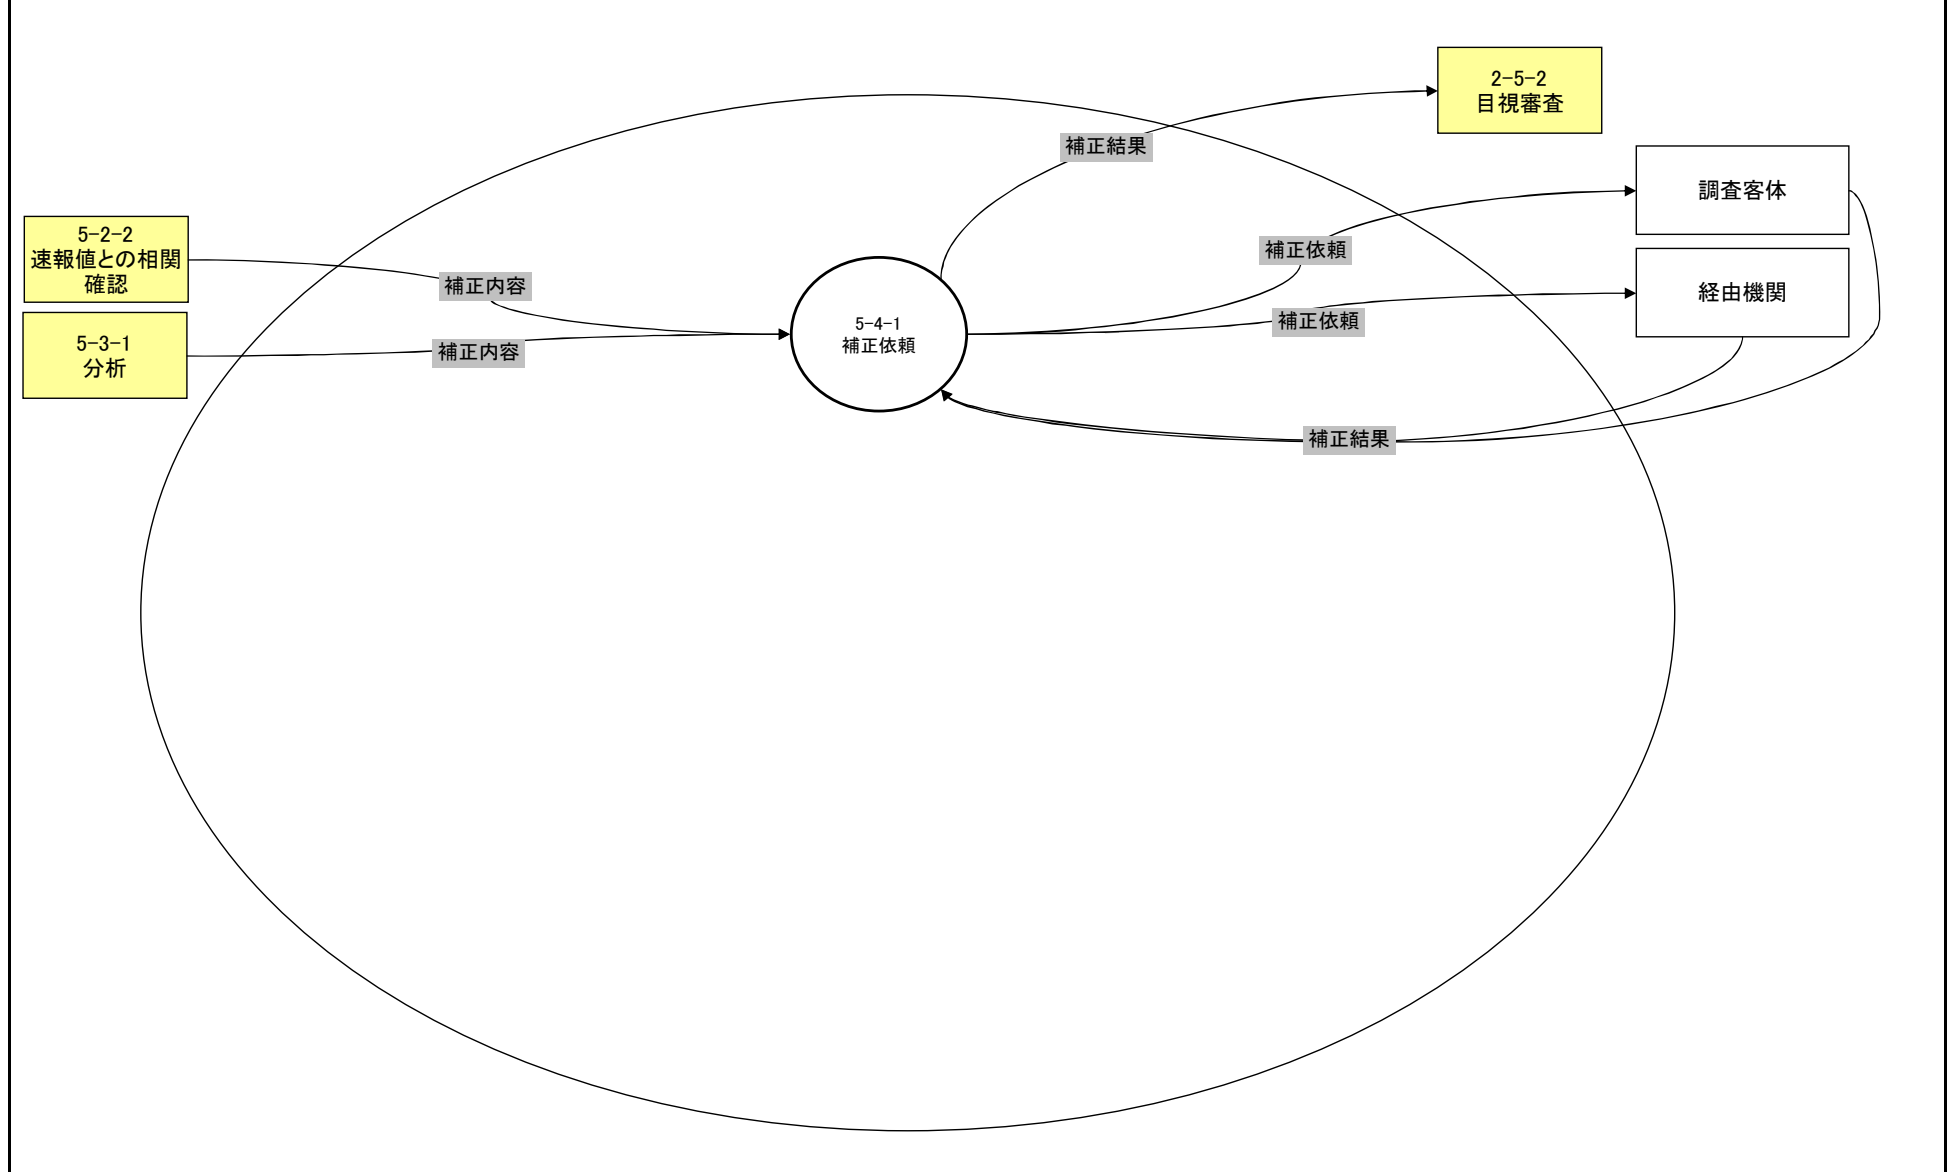 2-5-2
目視審査
補正結果
調査客体
5-2-2
速報値との相関
確認
補正依頼
補正内容
経由機関
5-3-1
分析
補正内容
5-4-1
補正依頼
補正依頼
補正結果